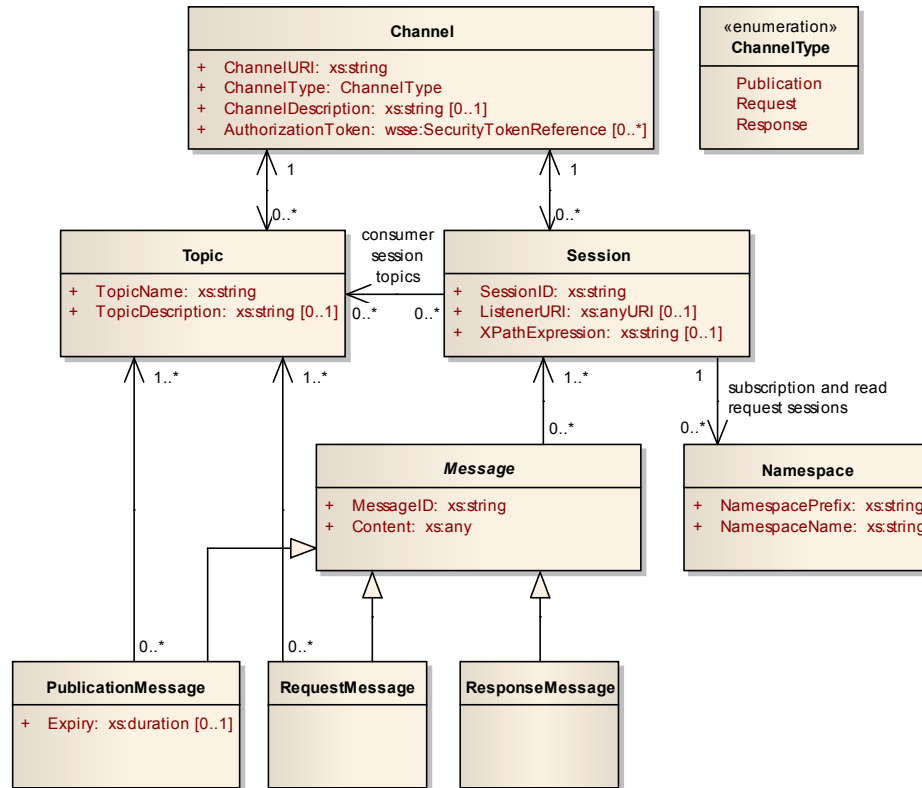 Channel
+ ChannelURI: xs:string
+ ChannelType: ChannelType
+ ChannelDescription: xs:string [0..1]
+ AuthorizationToken: wsse:SecurityTokenReference [0..*]
«enumeration»
ChannelType
Publication
Request
Response
1
1
0..*
0..*
Topic
+ TopicName: xs:string
+ TopicDescription: xs:string [0..1]
consumer
session
topics
0..*
0..*
Session
+ SessionID: xs:string
+ ListenerURI: xs:anyURI [0..1]
+ XPathExpression: xs:string [0..1]
1..*
1..*
1..*
1
subscription and read
request sessions
0..*
0..*
Message
+ MessageID: xs:string
+ Content: xs:any
Namespace
+ NamespacePrefix: xs:string
+ NamespaceName: xs:string
0..*
0..*
PublicationMessage
+ Expiry: xs:duration [0..1]
RequestMessage
ResponseMessage